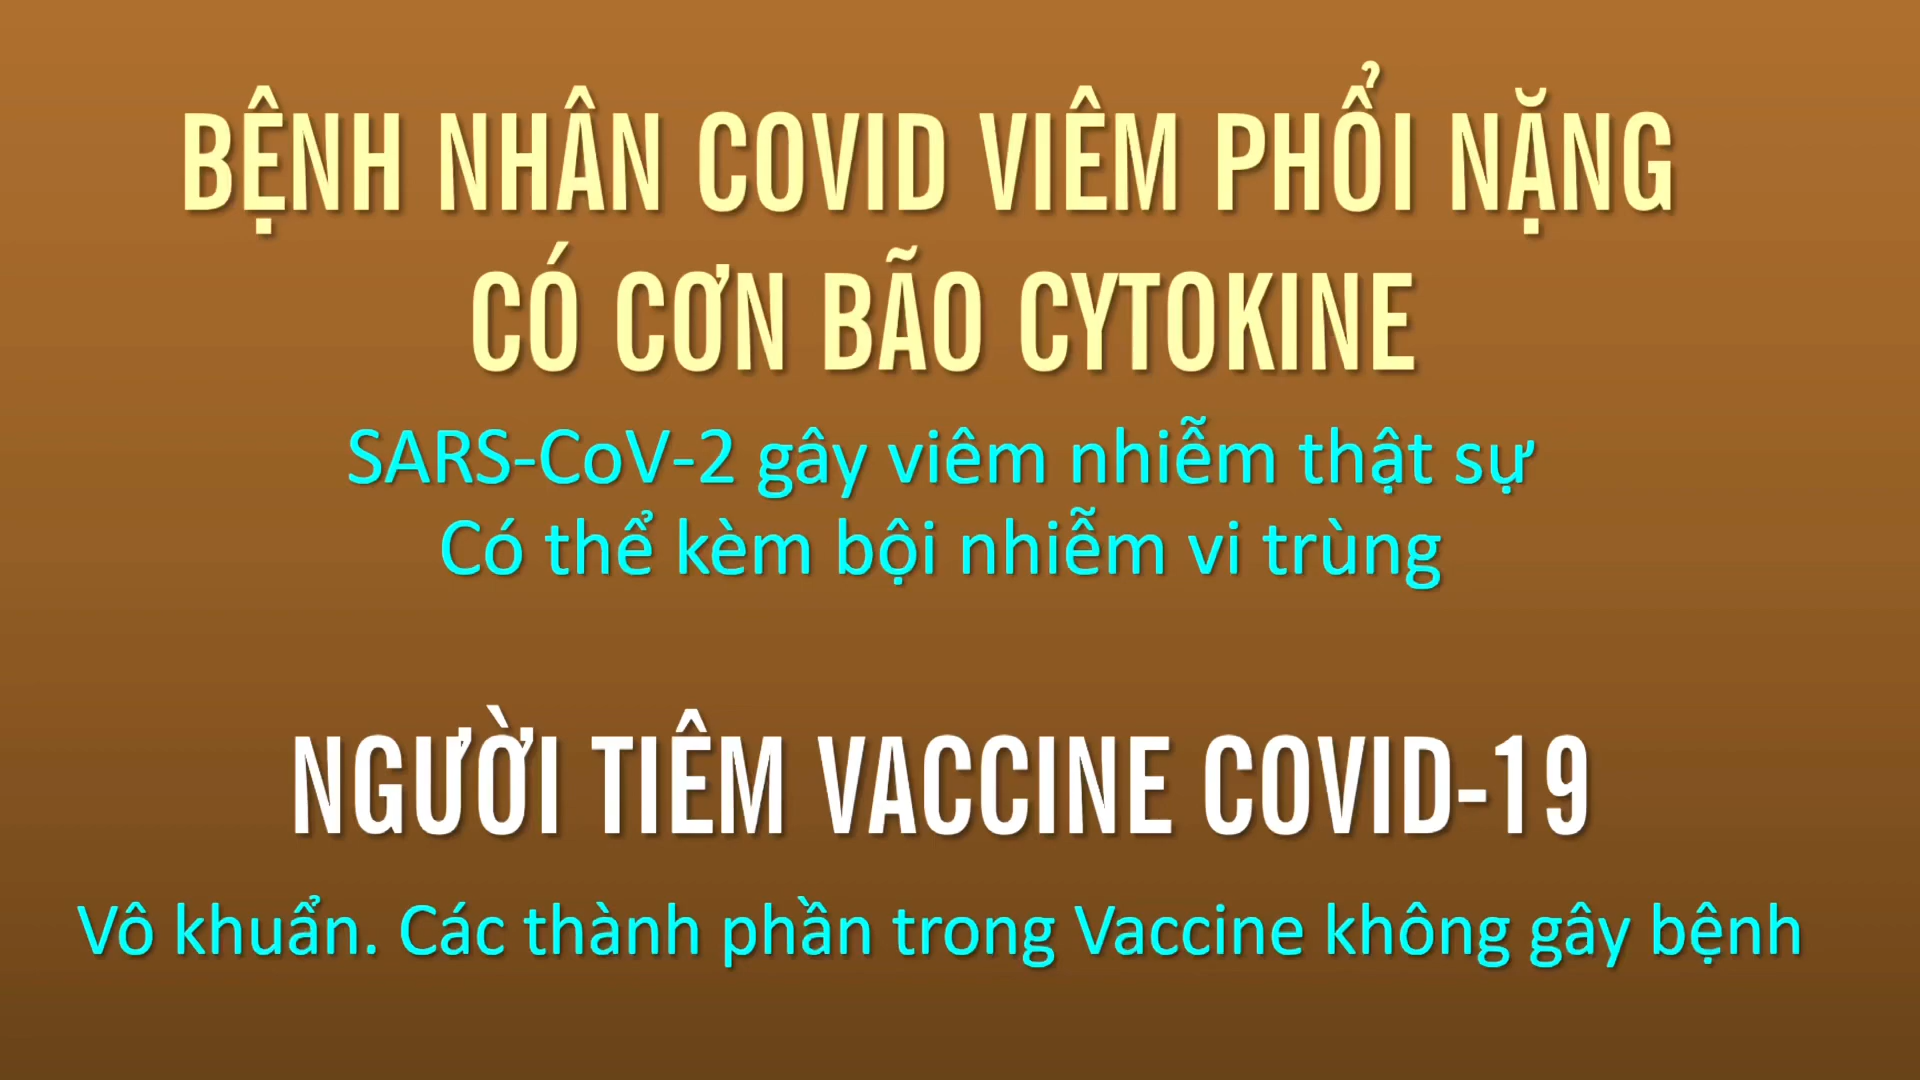 BỆNH NHÂN COVID VIÊM PHỔI NẶNG
CÓ CƠN BÃO CYTOKINE
SARS-CoV-2 gây viêm nhiễm thật sự
Có thể kèm bội nhiễm vi trùng
NGƯỜI TIÊM VACCINE COVID-19
Vô khuẩn. Các thành phần trong Vaccine không gây bệnh